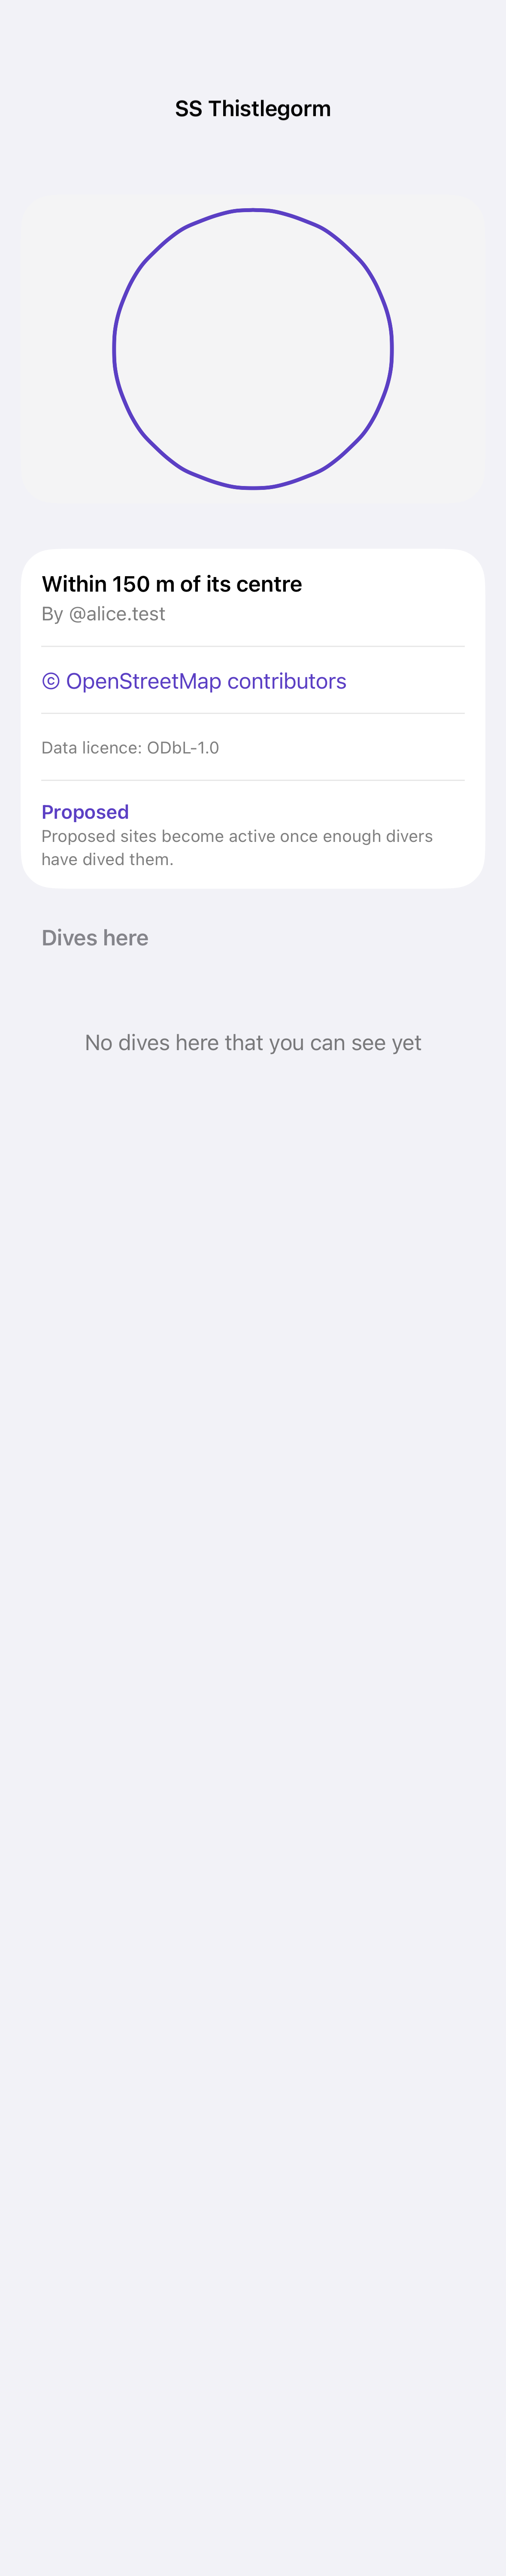 SS Thistlegorm
Within 150 m of its centre
By @alice.test
© OpenStreetMap contributors
Data licence: ODbL-1.0
Proposed
Proposed sites become active once enough divers
have dived them.
Dives here
No dives here that you can see yet